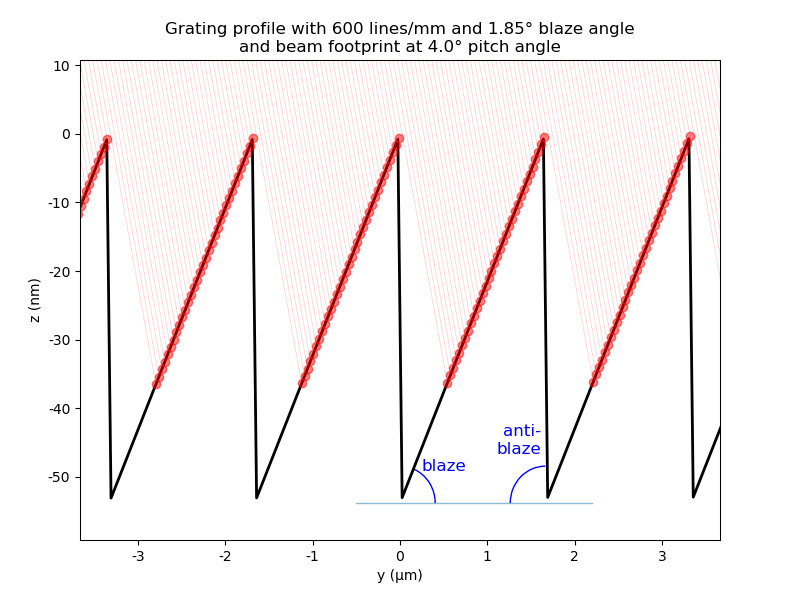 Grating profile with 600 lines/mm and 1.85° blaze angle
and beam footprint at 4.0° pitch angle
10
0
-10
-20
-30
-40
-50
z (nm)
anti-
blaze
blaze
-3
-2
-1
0
1
2
3
y (μm)